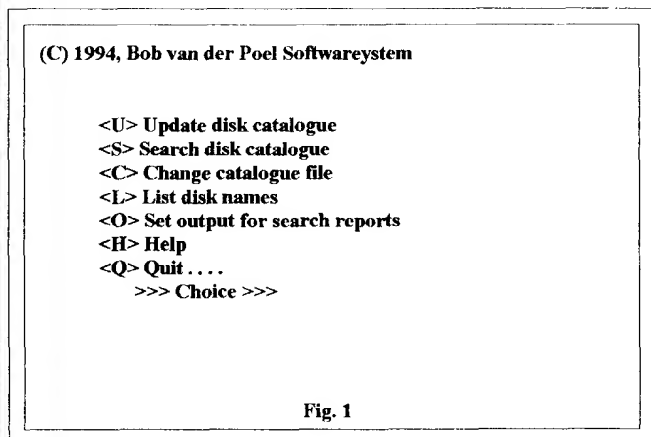 (C) 1994, Bob van der Poel Softwareystem
<U> Update disk catalogue
<S> Search disk catalogue
<C> Change catalogue file
<L> List disk names
<O> Set output for search reports
<H> Help
<Q> Quit . . . .
>>> Choice >>>
Fig. 1